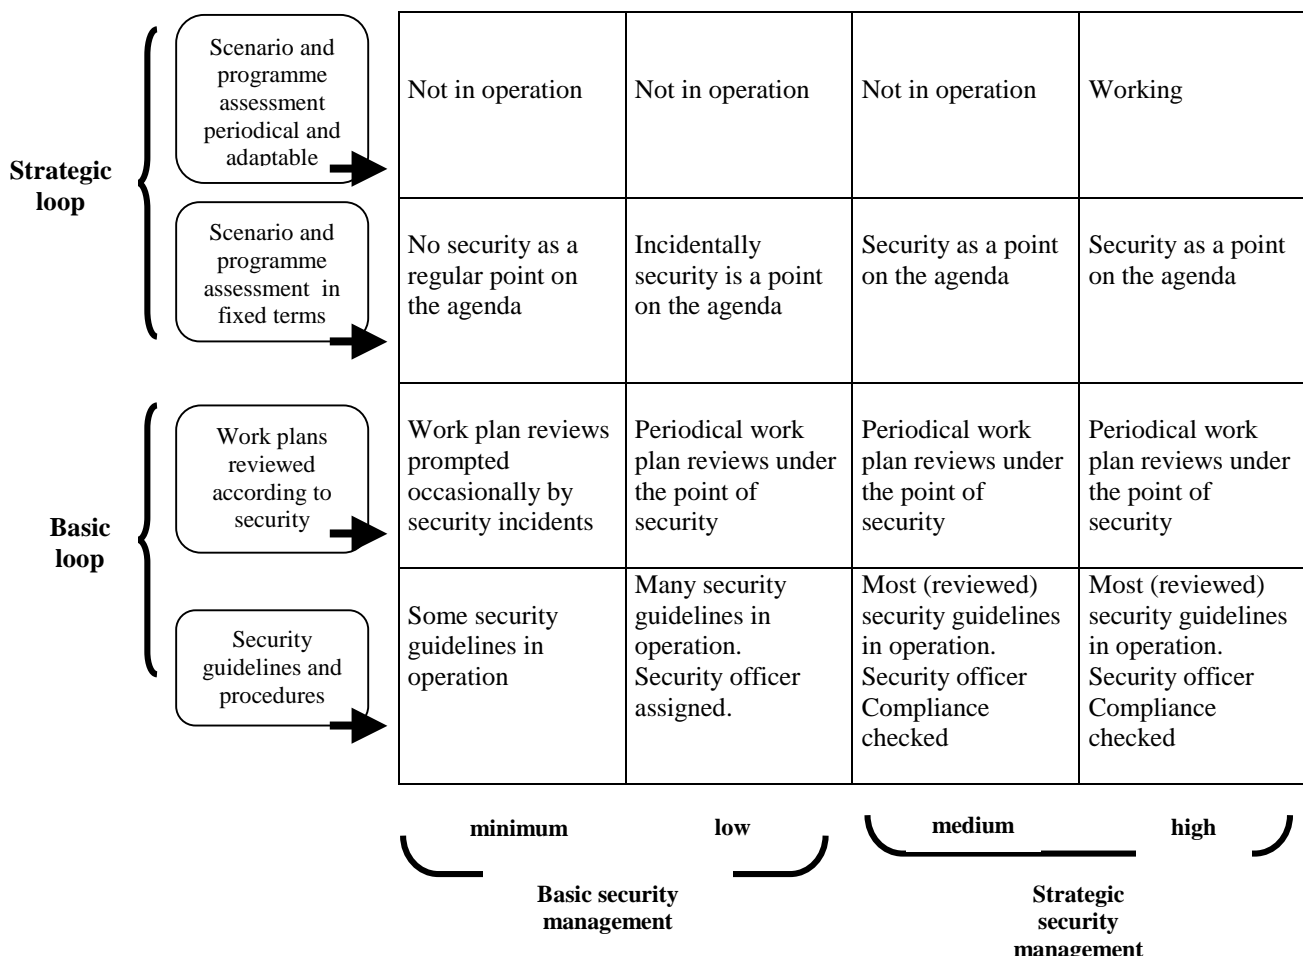 Strategic
loop
Scenario and
programme
assessment
periodical and
adaptable
Not in operation
Not in operation
Not in operation
Working
Scenario and
programme
assessment in
fixed terms
No security as a
regular point on
the agenda
Incidentally
security is a point
on the agenda
Security as a point
on the agenda
Security as a point
on the agenda
Basic
loop
Work plans
reviewed
according to
security
Work plan reviews
prompted
occasionally by
security incidents
Periodical work
plan reviews under
the point of
security
Periodical work
plan reviews under
the point of
security
Periodical work
plan reviews under
the point of
security
Security
guidelines and
procedures
Some security
guidelines in
operation
Many security
guidelines in
operation.
Security officer
assigned.
Most (reviewed)
security guidelines
in operation.
Security officer
Compliance
checked
Most (reviewed)
security guidelines
in operation.
Security officer
Compliance
checked
minimum
low
medium
high
Basic security
management
Strategic
security
management